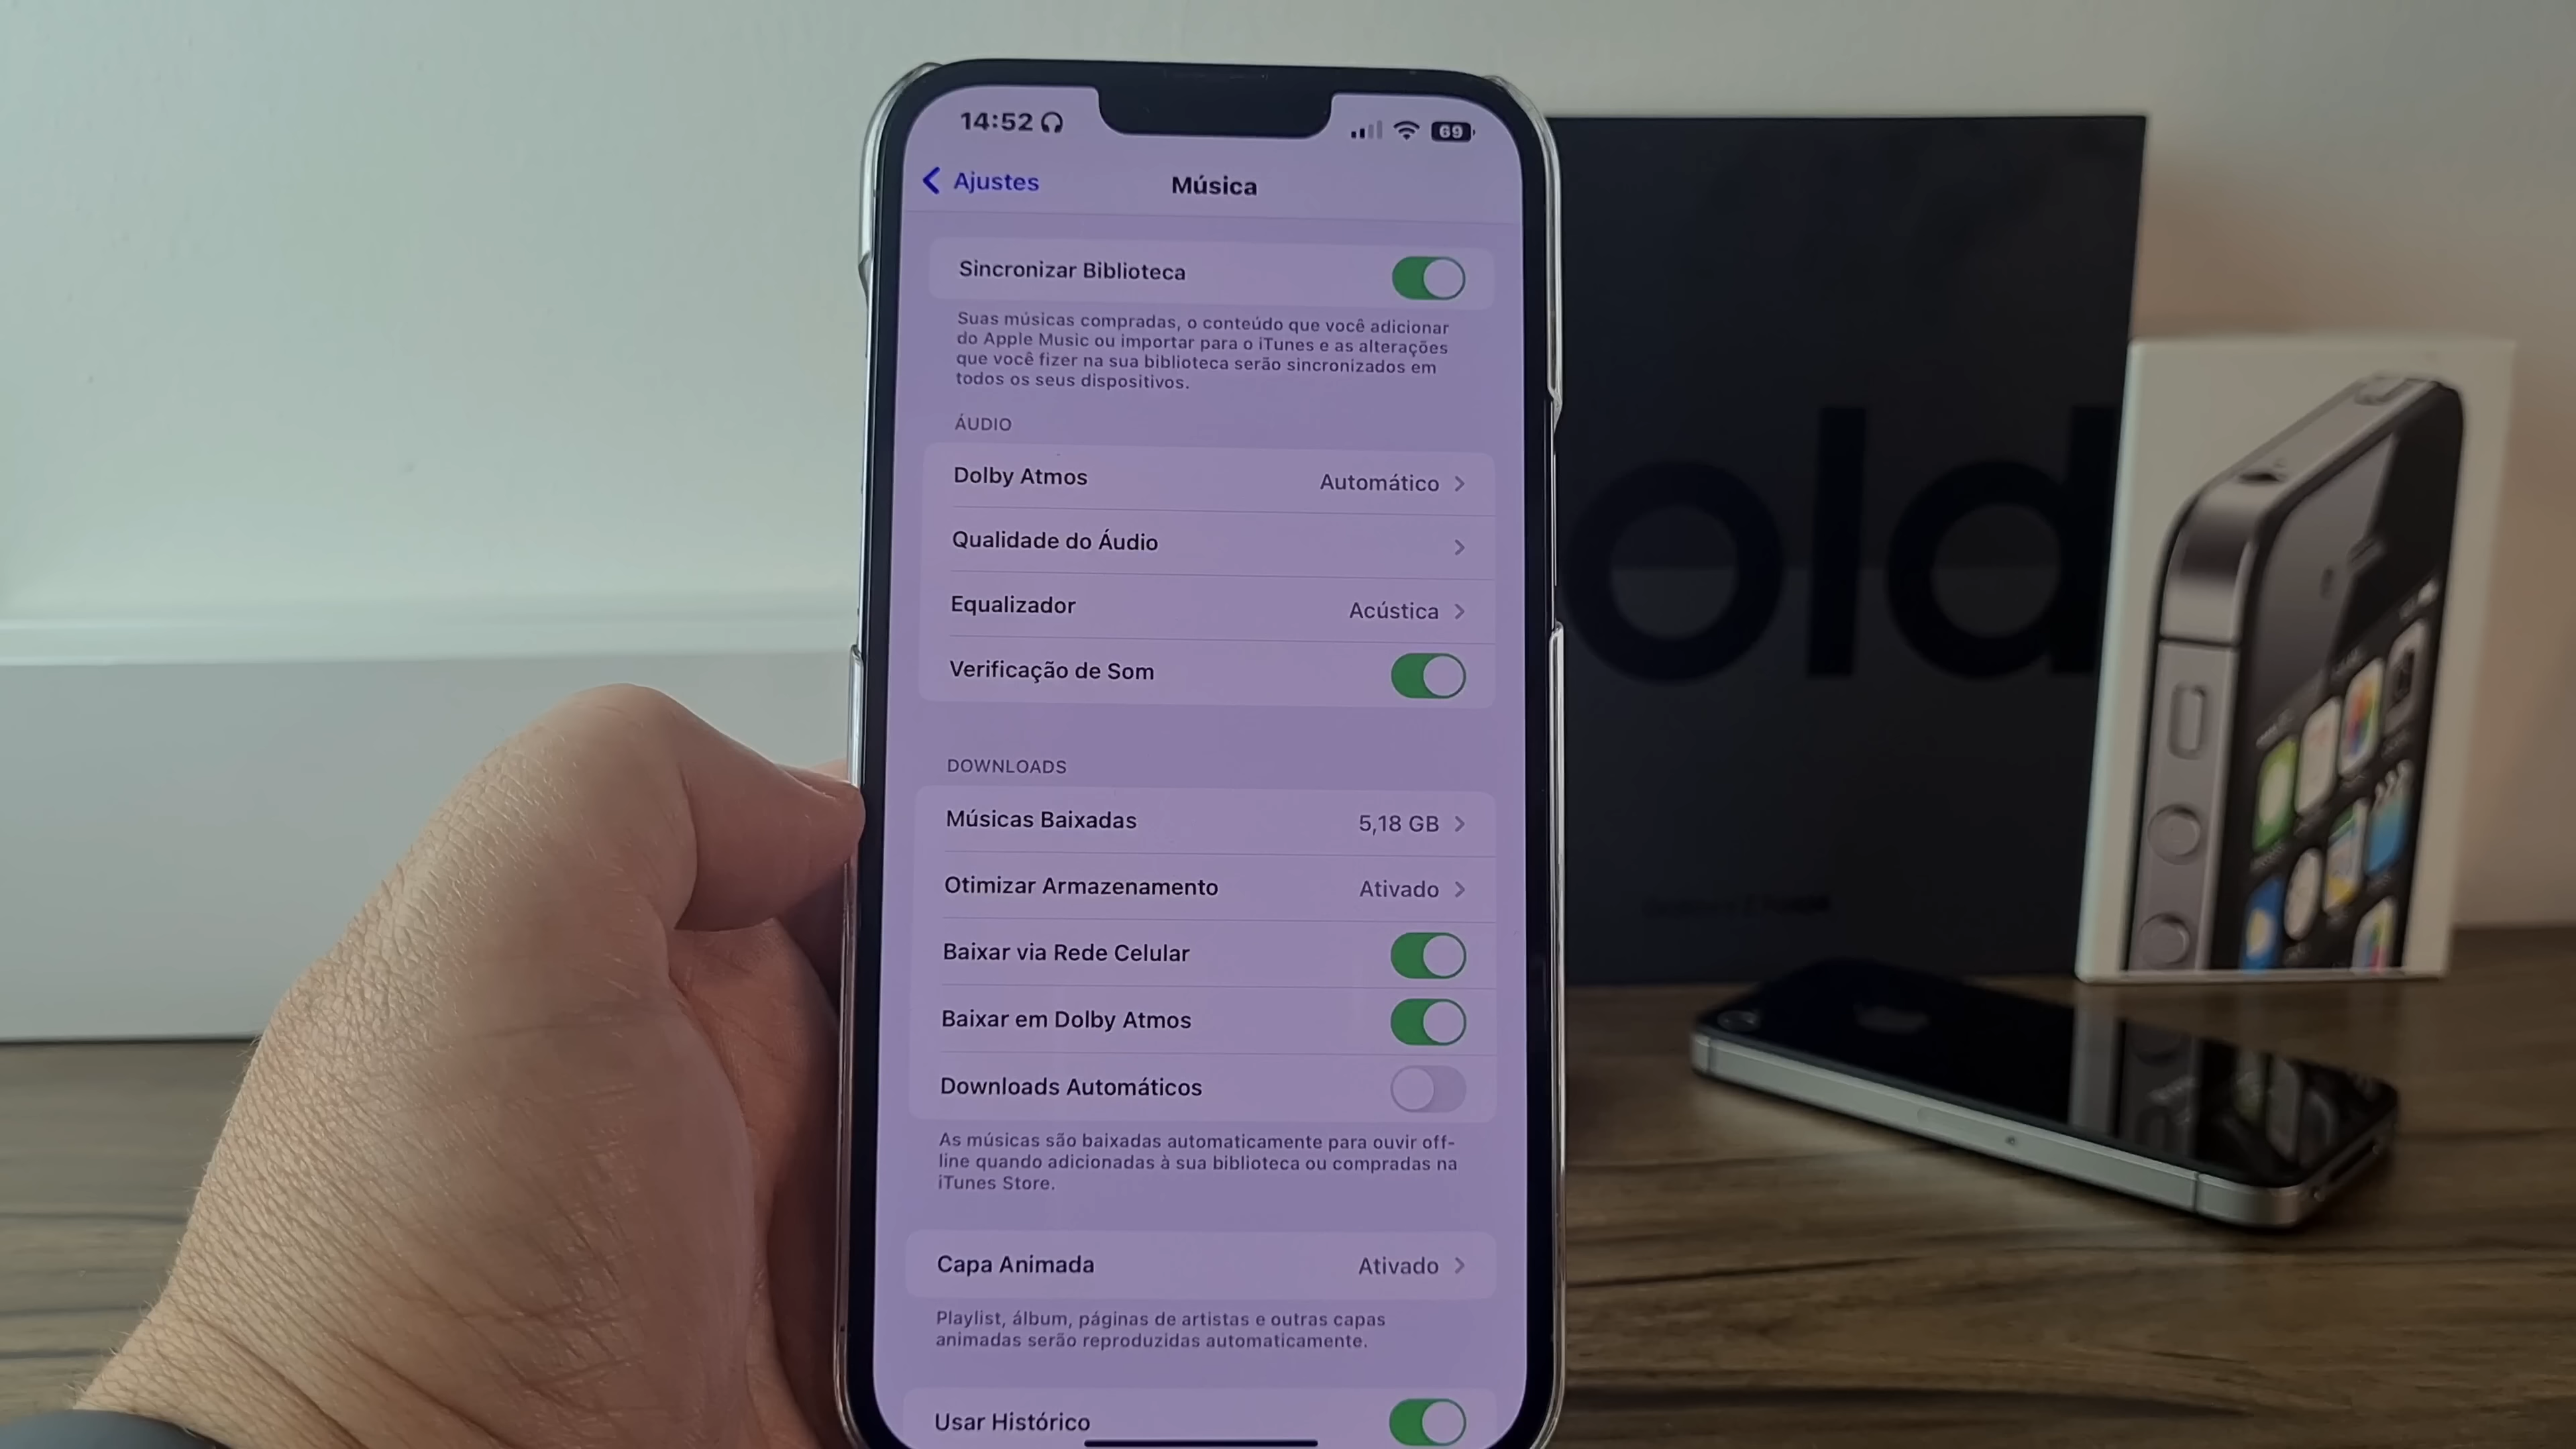 14:52
69
Ajustes
Música
Sincronizar Biblioteca
Suas músicas compradas, o conteúdo que você adicionar
do Apple Music ou importar para o iTunes e as alterações
que você fizer na sua biblioteca serão sincronizados em
todos os seus dispositivos.
ÁUDIO
Dolby Atmos Automático
Qualidade do Áudio
Equalizador Acústica
Verificação de Som
DOWNLOADS
Músicas Baixadas 5,18 GB
Otimizar Armazenamento Ativado
Baixar via Rede Celular
Baixar em Dolby Atmos
Downloads Automáticos
As músicas são baixadas automaticamente para ouvir off-
line quando adicionadas à sua biblioteca ou compradas na
iTunes Store.
Capa Animada Ativado
Playlist, álbum, páginas de artistas e outras capas
animadas serão reproduzidas automaticamente.
Usar Histórico
old